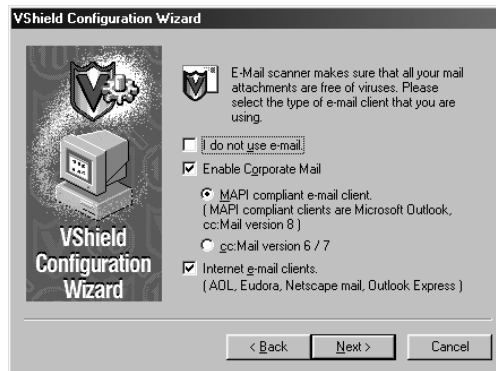 VShield Configuration Wizard
E-Mail scanner makes sure that all your mail
attachments are free of viruses. Please
select the type of e-mail client that you are
using.
I do not use e-mail.
Enable Corporate Mail
MAPI compliant e-mail client.
( MAPI compliant clients are Microsoft Outlook,
cc:Mail version 8 )
cc:Mail version 6 / 7
Internet e-mail clients.
( AOL, Eudora, Netscape mail, Outlook Express )
VShield
Configuration
Wizard
< Back
Next >
Cancel